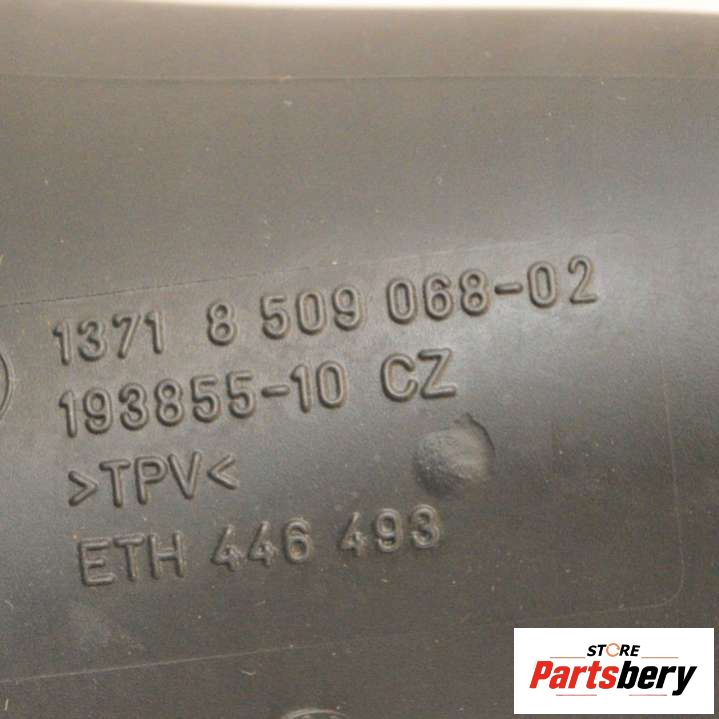 1371 8 509 068-02
193855-10 CZ
>TPV<
ETH 446 493
STORE
Partsbery